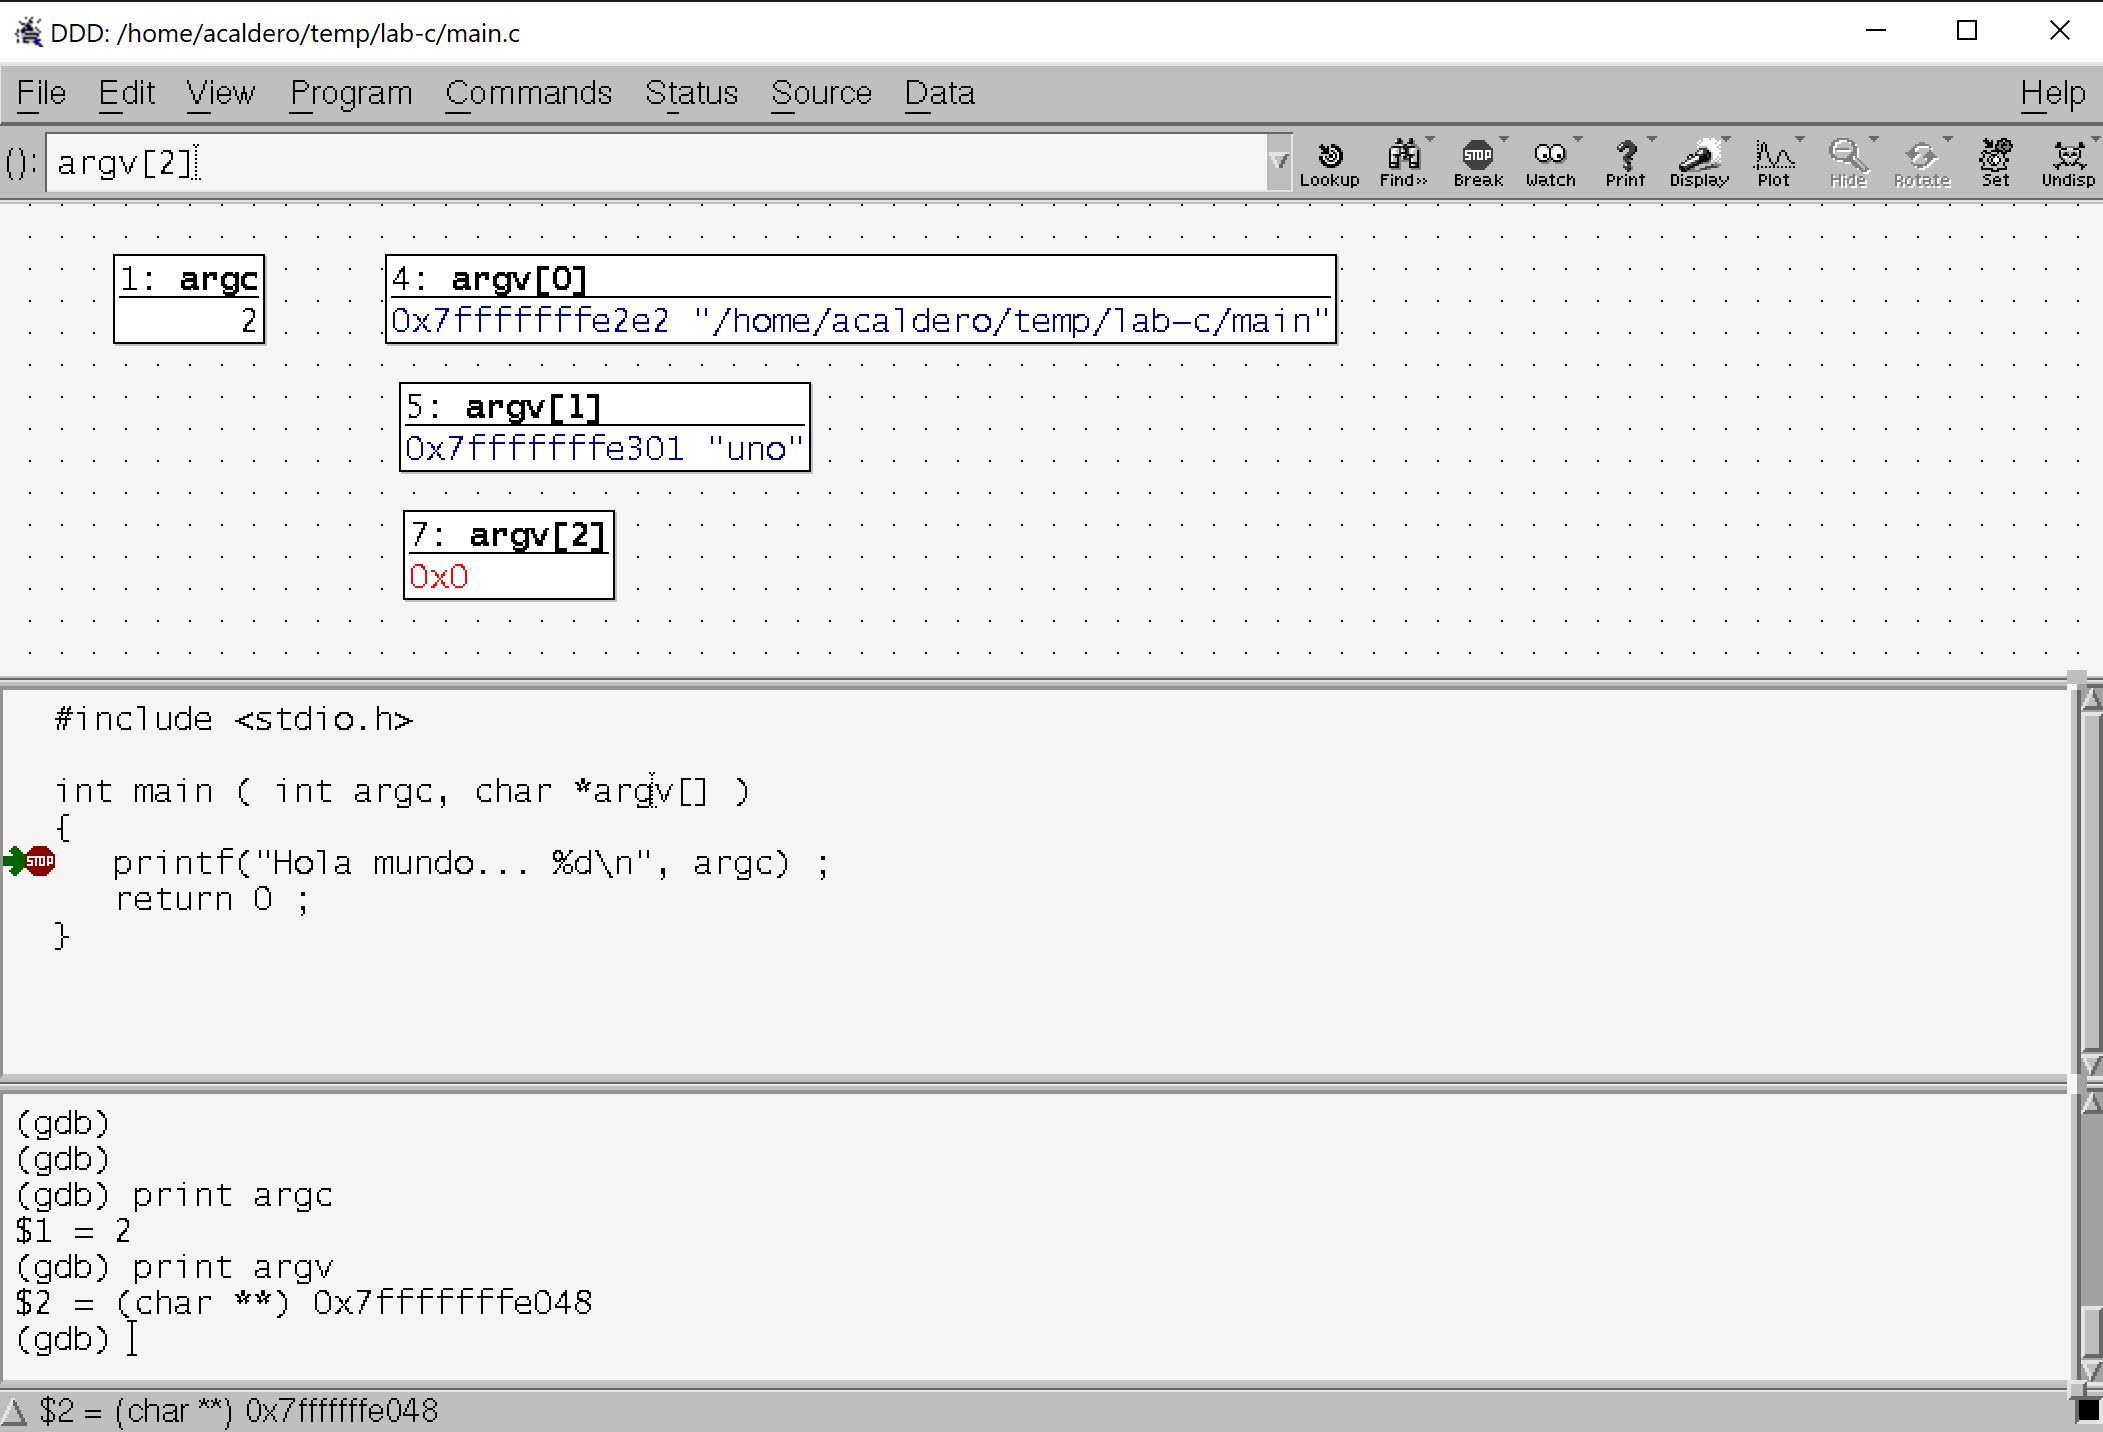 DDD: /home/acaldero/temp/lab-c/main.c
File Edit View Program Commands Status Source Data Help
(): argv[2] Lookup Find>> Break Watch Print Display Plot Hide Rotate Set Undisp
1: argc
2
4: argv[0]
0x7fffffffe2e2 "/home/acaldero/temp/lab-c/main"
5: argv[1]
0x7fffffffe301 "uno"
7: argv[2]
0x0
#include <stdio.h>
int main ( int argc, char *argv[] )
{
STOP printf("Hola mundo... %d\n", argc) ;
return 0 ;
}
(gdb)
(gdb)
(gdb) print argc
$1 = 2
(gdb) print argv
$2 = (char **) 0x7fffffffe048
(gdb)
$2 = (char **) 0x7fffffffe048